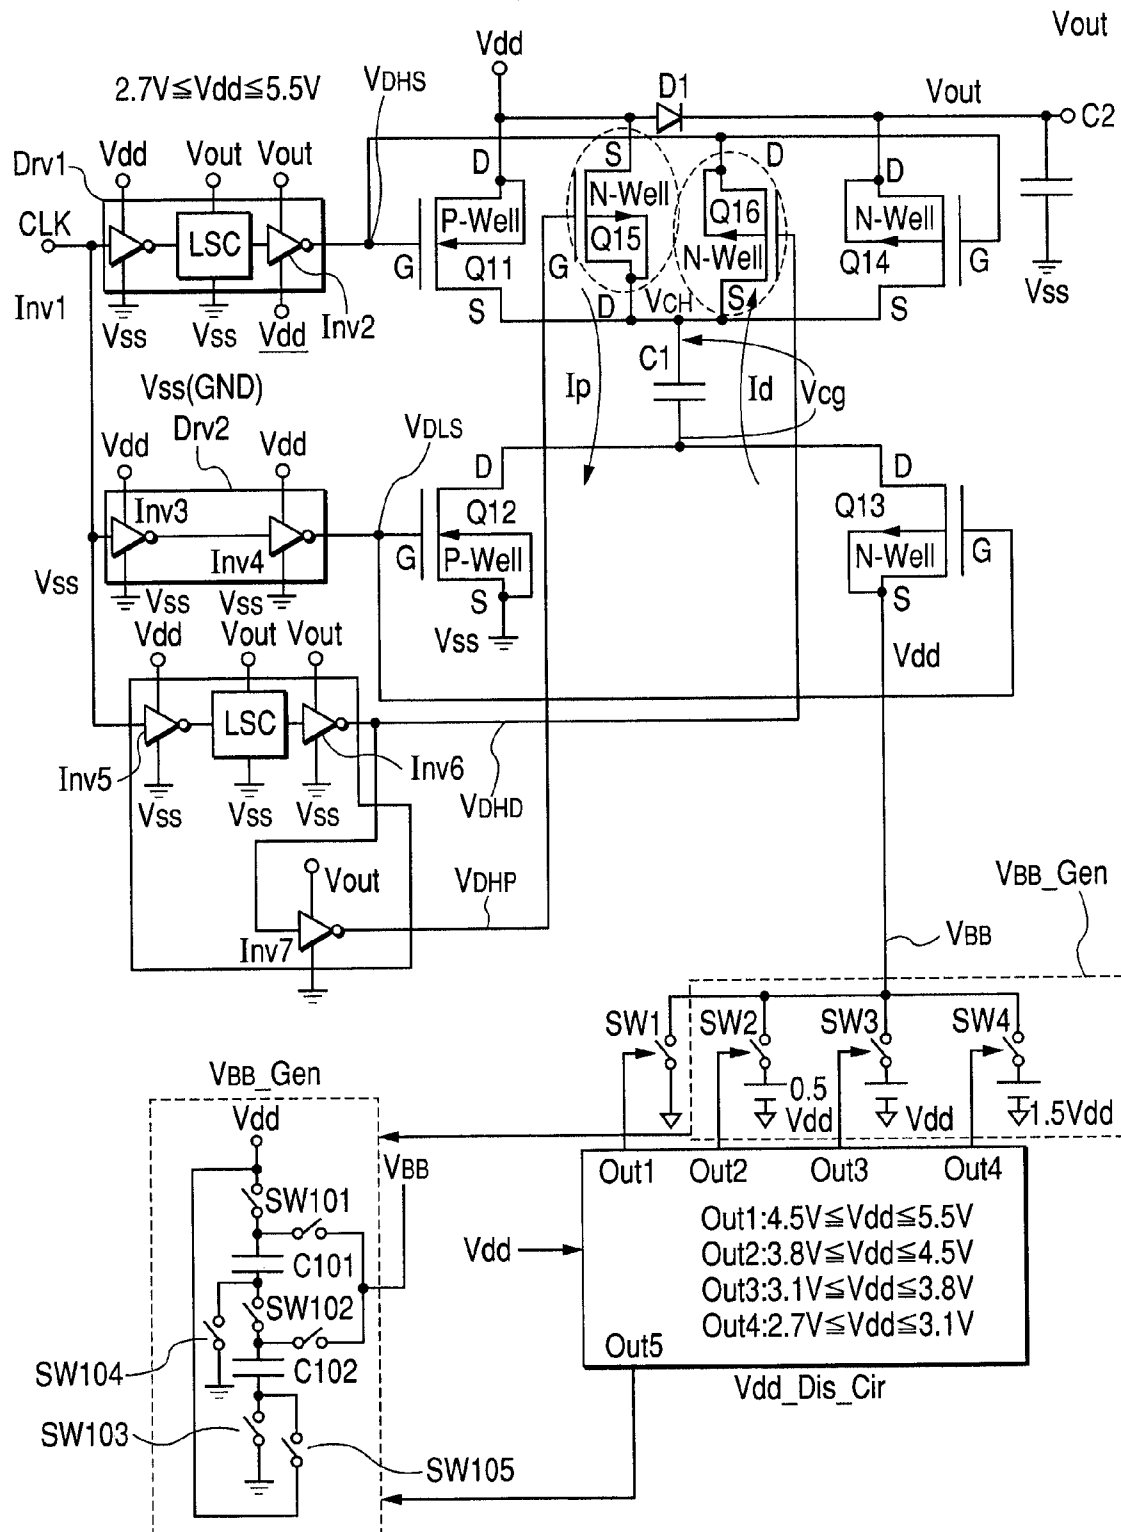 Vout
Vdd
2.7V≦Vdd≦5.5V
VDHS
D1
Vout
C2
Drv1
Vdd
Vout
Vout
D
S
D
D
CLK
LSC
P-Well
N-Well
Q16
N-Well
G
Q11
Q15
G
N-Well
Q14
G
Inv1
Vss
Vss
Vdd
Inv2
S
D
VCH
S
S
Vss
C1
Vss(GND)
Ip
Id
Vcg
Drv2
VDLS
Vdd
Vdd
D
D
Inv3
Q12
Q13
Inv4
G
P-Well
N-Well
G
Vss
Vss
Vss
S
S
Vdd
Vout
Vout
Vss
Vdd
LSC
Inv5
Inv6
Vss
Vss
Vss
VDHD
Vout
VDHP
VBB_Gen
Inv7
VBB
SW1
SW2
SW3
SW4
VBB_Gen
0.5
Vdd
Vdd
1.5Vdd
Vdd
VBB
Out1
Out2
Out3
Out4
SW101
Out1:4.5V≦Vdd≦5.5V
Vdd
Out2:3.8V≦Vdd≦4.5V
C101
Out3:3.1V≦Vdd≦3.8V
SW102
Out4:2.7V≦Vdd≦3.1V
Out5
SW104
C102
Vdd_Dis_Cir
SW103
SW105